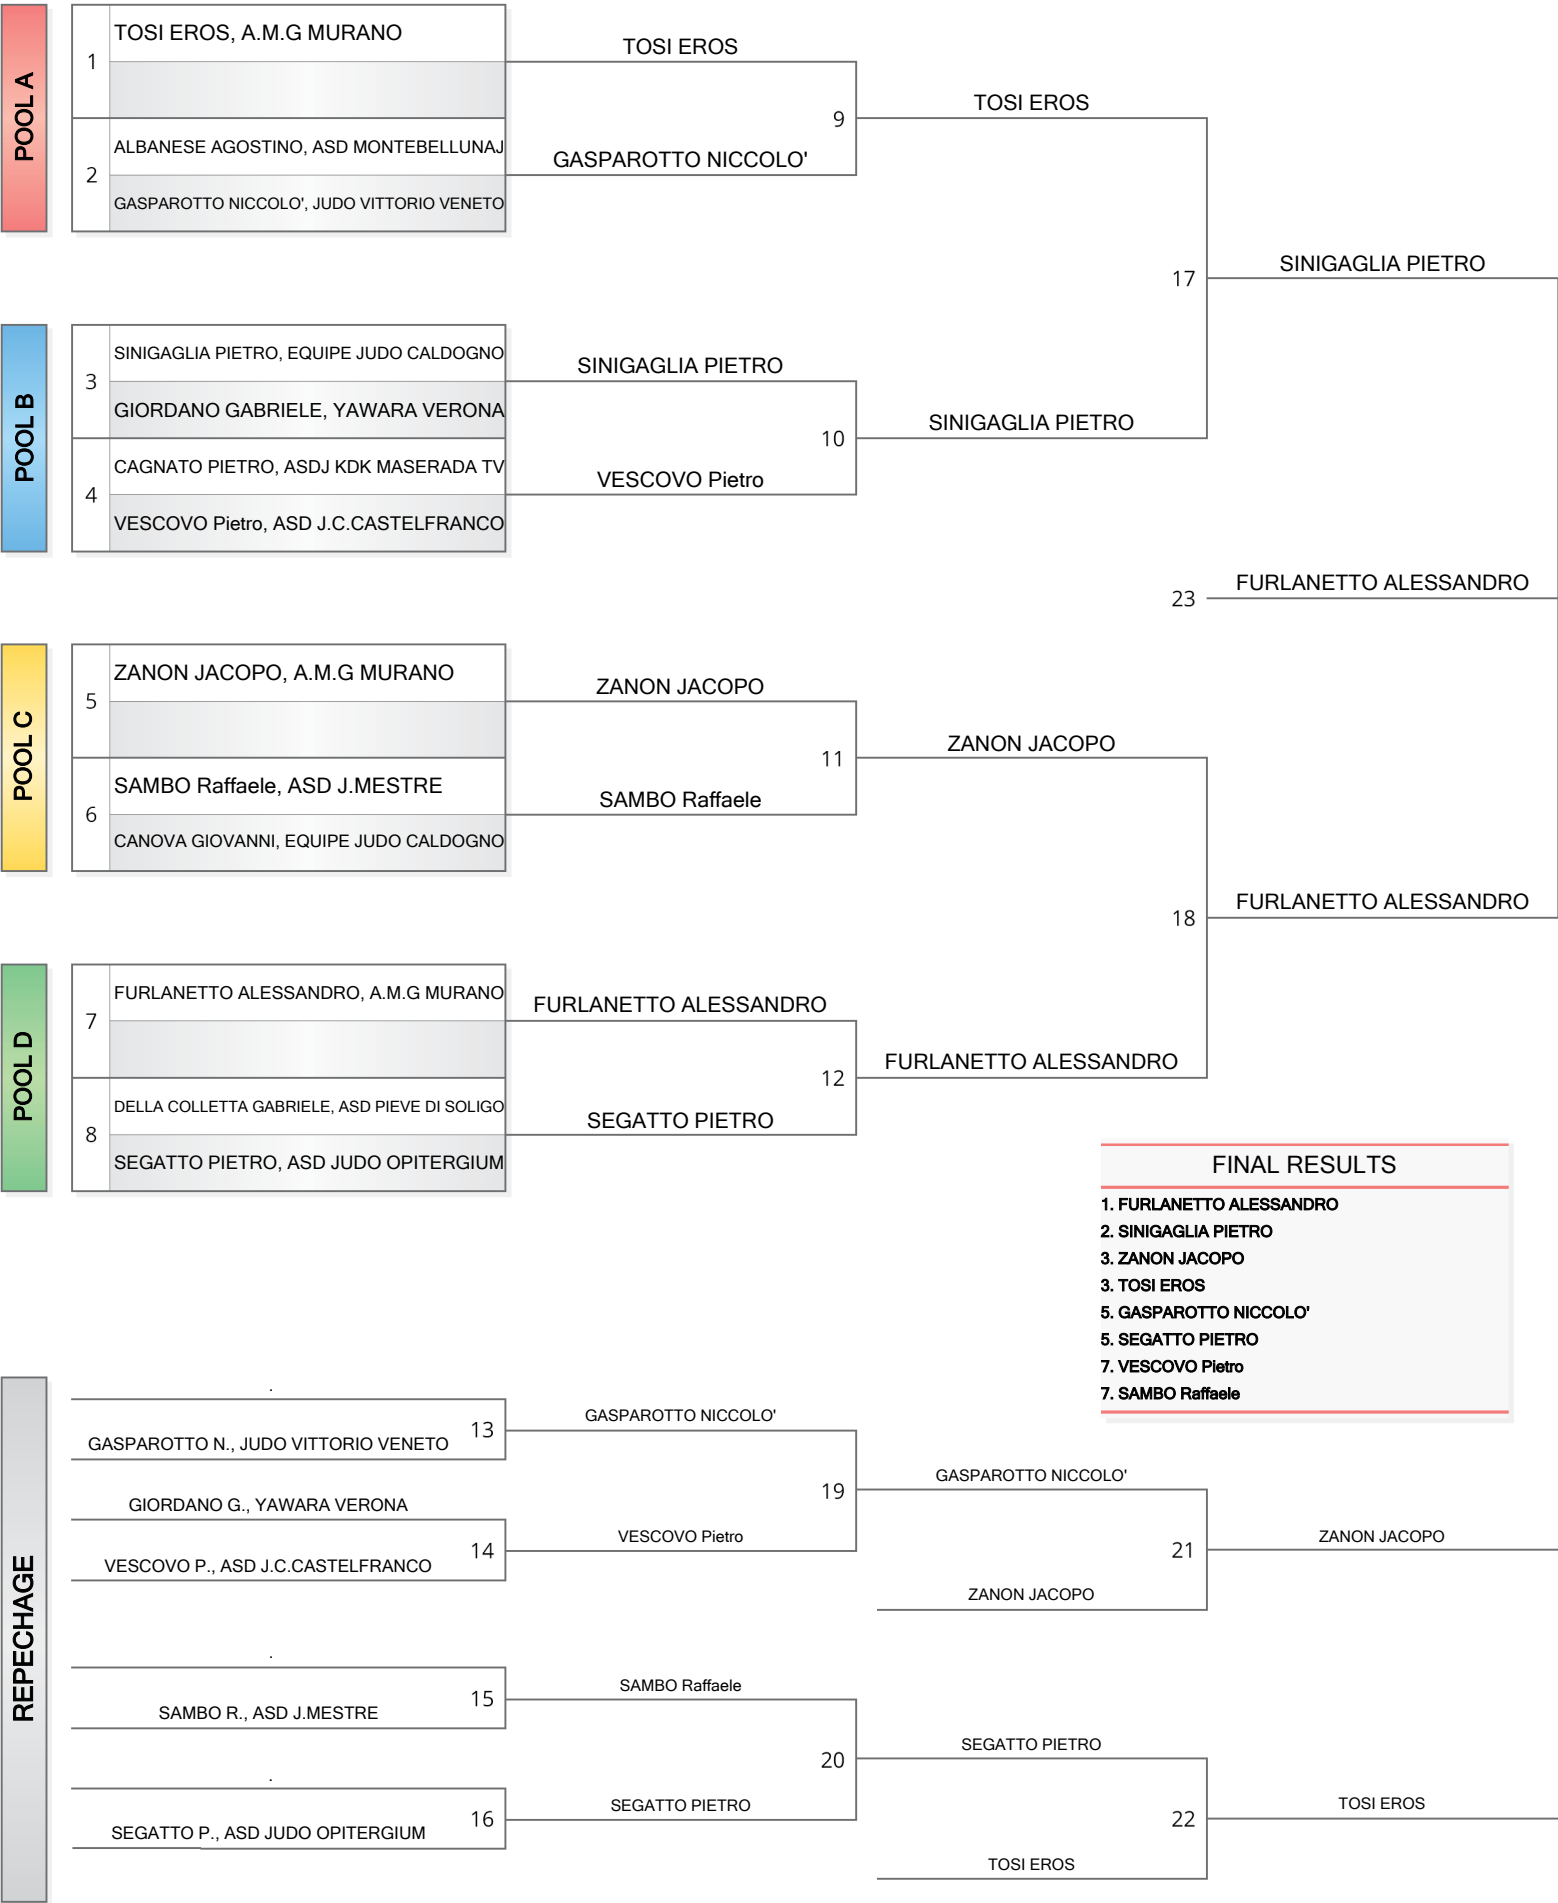 POOL A
1
TOSI EROS, A.M.G MURANO
2
ALBANESE AGOSTINO, ASD MONTEBELLUNAJ
GASPAROTTO NICCOLO', JUDO VITTORIO VENETO
TOSI EROS
9
GASPAROTTO NICCOLO'
TOSI EROS
17
SINIGAGLIA PIETRO
POOL B
3
SINIGAGLIA PIETRO, EQUIPE JUDO CALDOGNO
GIORDANO GABRIELE, YAWARA VERONA
4
CAGNATO PIETRO, ASDJ KDK MASERADA TV
VESCOVO Pietro, ASD J.C.CASTELFRANCO
SINIGAGLIA PIETRO
10
VESCOVO Pietro
SINIGAGLIA PIETRO
23
FURLANETTO ALESSANDRO
POOL C
5
ZANON JACOPO, A.M.G MURANO
6
SAMBO Raffaele, ASD J.MESTRE
CANOVA GIOVANNI, EQUIPE JUDO CALDOGNO
ZANON JACOPO
11
SAMBO Raffaele
ZANON JACOPO
18
FURLANETTO ALESSANDRO
POOL D
7
FURLANETTO ALESSANDRO, A.M.G MURANO
8
DELLA COLLETTA GABRIELE, ASD PIEVE DI SOLIGO
SEGATTO PIETRO, ASD JUDO OPITERGIUM
FURLANETTO ALESSANDRO
12
SEGATTO PIETRO
FURLANETTO ALESSANDRO
FINAL RESULTS
1. FURLANETTO ALESSANDRO
2. SINIGAGLIA PIETRO
3. ZANON JACOPO
3. TOSI EROS
5. GASPAROTTO NICCOLO'
5. SEGATTO PIETRO
7. VESCOVO Pietro
7. SAMBO Raffaele
REPECHAGE
.
13
GASPAROTTO N., JUDO VITTORIO VENETO
GIORDANO G., YAWARA VERONA
14
VESCOVO P., ASD J.C.CASTELFRANCO
GASPAROTTO NICCOLO'
19
VESCOVO Pietro
GASPAROTTO NICCOLO'
21
ZANON JACOPO
ZANON JACOPO
.
15
SAMBO R., ASD J.MESTRE
.
16
SEGATTO P., ASD JUDO OPITERGIUM
SAMBO Raffaele
20
SEGATTO PIETRO
SEGATTO PIETRO
22
TOSI EROS
TOSI EROS